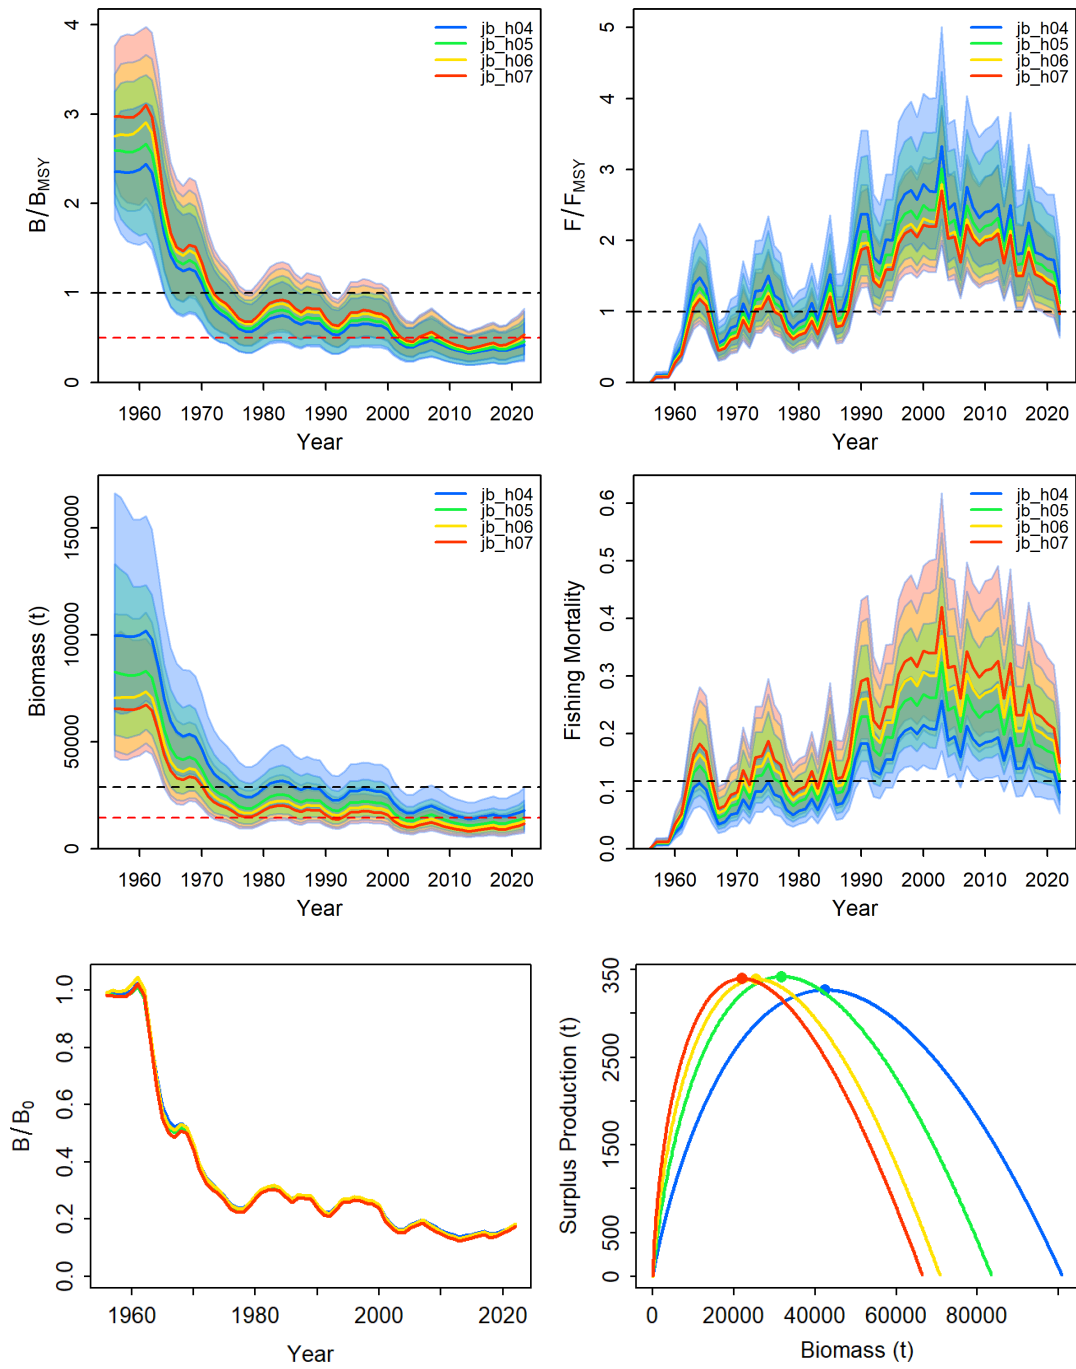 B/B_MSY
0 1 2 3 4
jb_h04
jb_h05
jb_h06
jb_h07
1960 1970 1980 1990 2000 2010 2020
Year
F/F_MSY
0 1 2 3 4 5
jb_h04
jb_h05
jb_h06
jb_h07
1960 1970 1980 1990 2000 2010 2020
Year
Biomass (t)
0 50000 100000 150000
jb_h04
jb_h05
jb_h06
jb_h07
1960 1970 1980 1990 2000 2010 2020
Year
Fishing Mortality
0.0 0.1 0.2 0.3 0.4 0.5 0.6
jb_h04
jb_h05
jb_h06
jb_h07
1960 1970 1980 1990 2000 2010 2020
Year
B/B_0
0.0 0.2 0.4 0.6 0.8 1.0
1960 1980 2000 2020
Year
Surplus Production (t)
0 500 1500 2500 3500
0 20000 40000 60000 80000
Biomass (t)